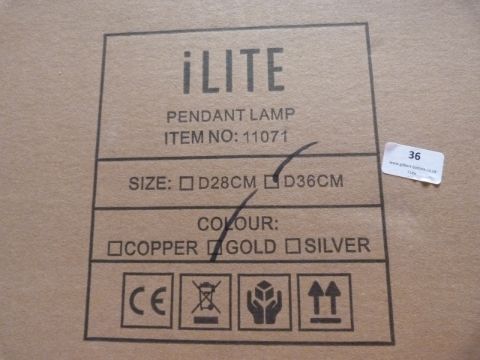 iLITE
PENDANT LAMP
ITEM NO: 11071
36
SIZE: D28CM D36CM
COLOUR:
COPPER GOLD SILVER
CE